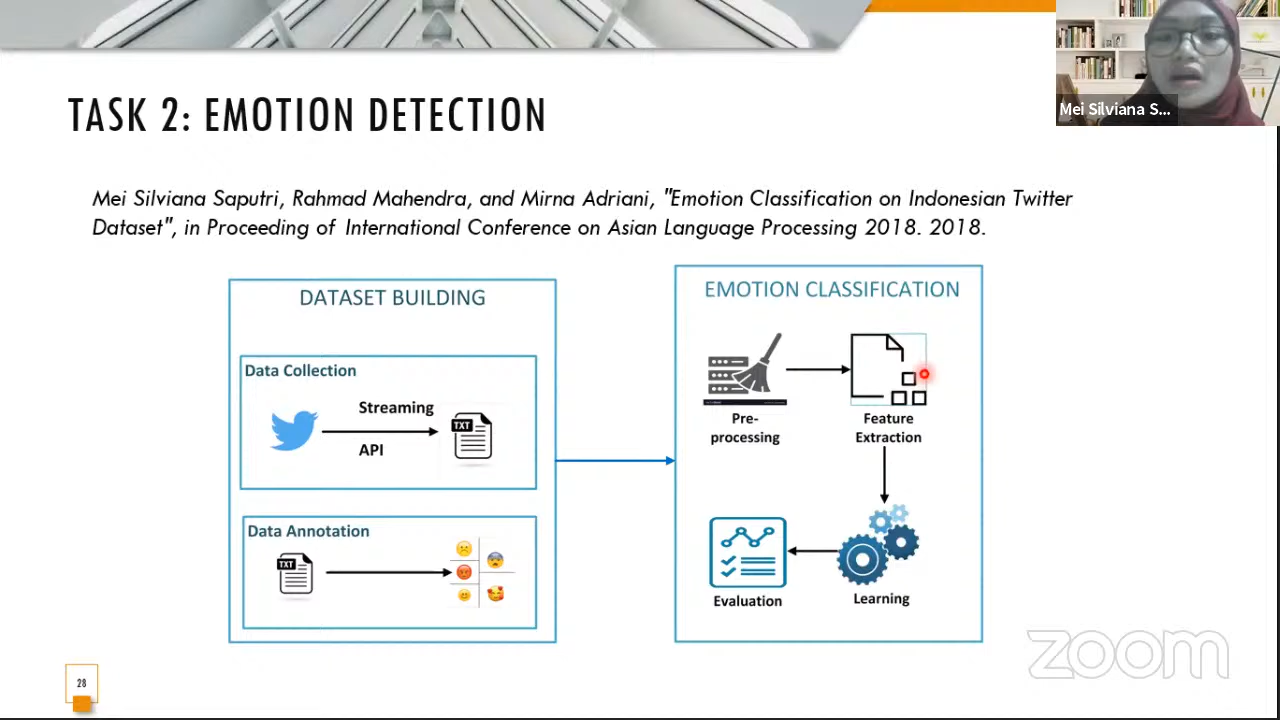 Mei Silviana S...
TASK 2: EMOTION DETECTION
Mei Silviana Saputri, Rahmad Mahendra, and Mirna Adriani, "Emotion Classification on Indonesian Twitter
Dataset", in Proceeding of International Conference on Asian Language Processing 2018. 2018.
DATASET BUILDING
Data Collection
Streaming
API
TXT
Data Annotation
TXT
EMOTION CLASSIFICATION
Pre-
processing
Feature
Extraction
Evaluation
Learning
zoom
28